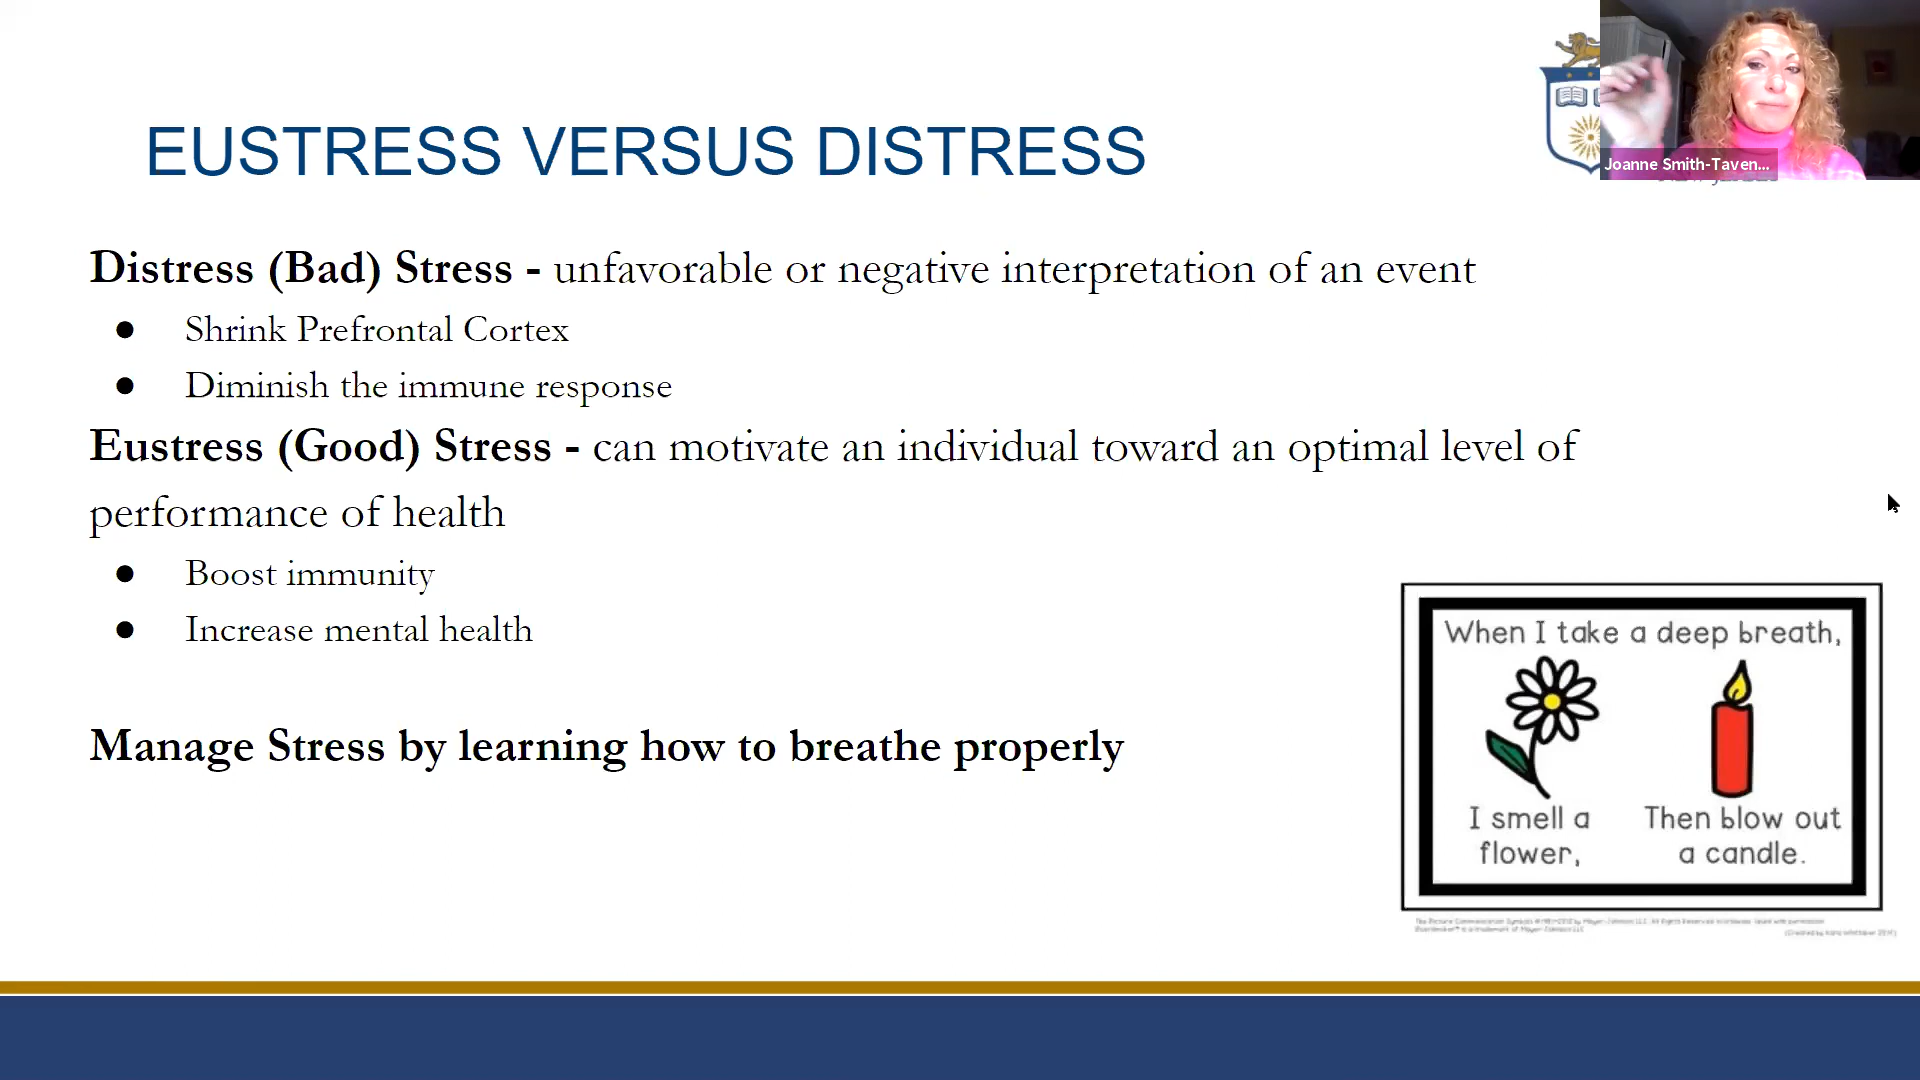 EUSTRESS VERSUS DISTRESS
Joanne Smith-Taven...
Distress (Bad) Stress - unfavorable or negative interpretation of an event
● Shrink Prefrontal Cortex
● Diminish the immune response
Eustress (Good) Stress - can motivate an individual toward an optimal level of
performance of health
● Boost immunity
● Increase mental health
Manage Stress by learning how to breathe properly
When I take a deep breath,
I smell a
flower,
Then blow out
a candle.